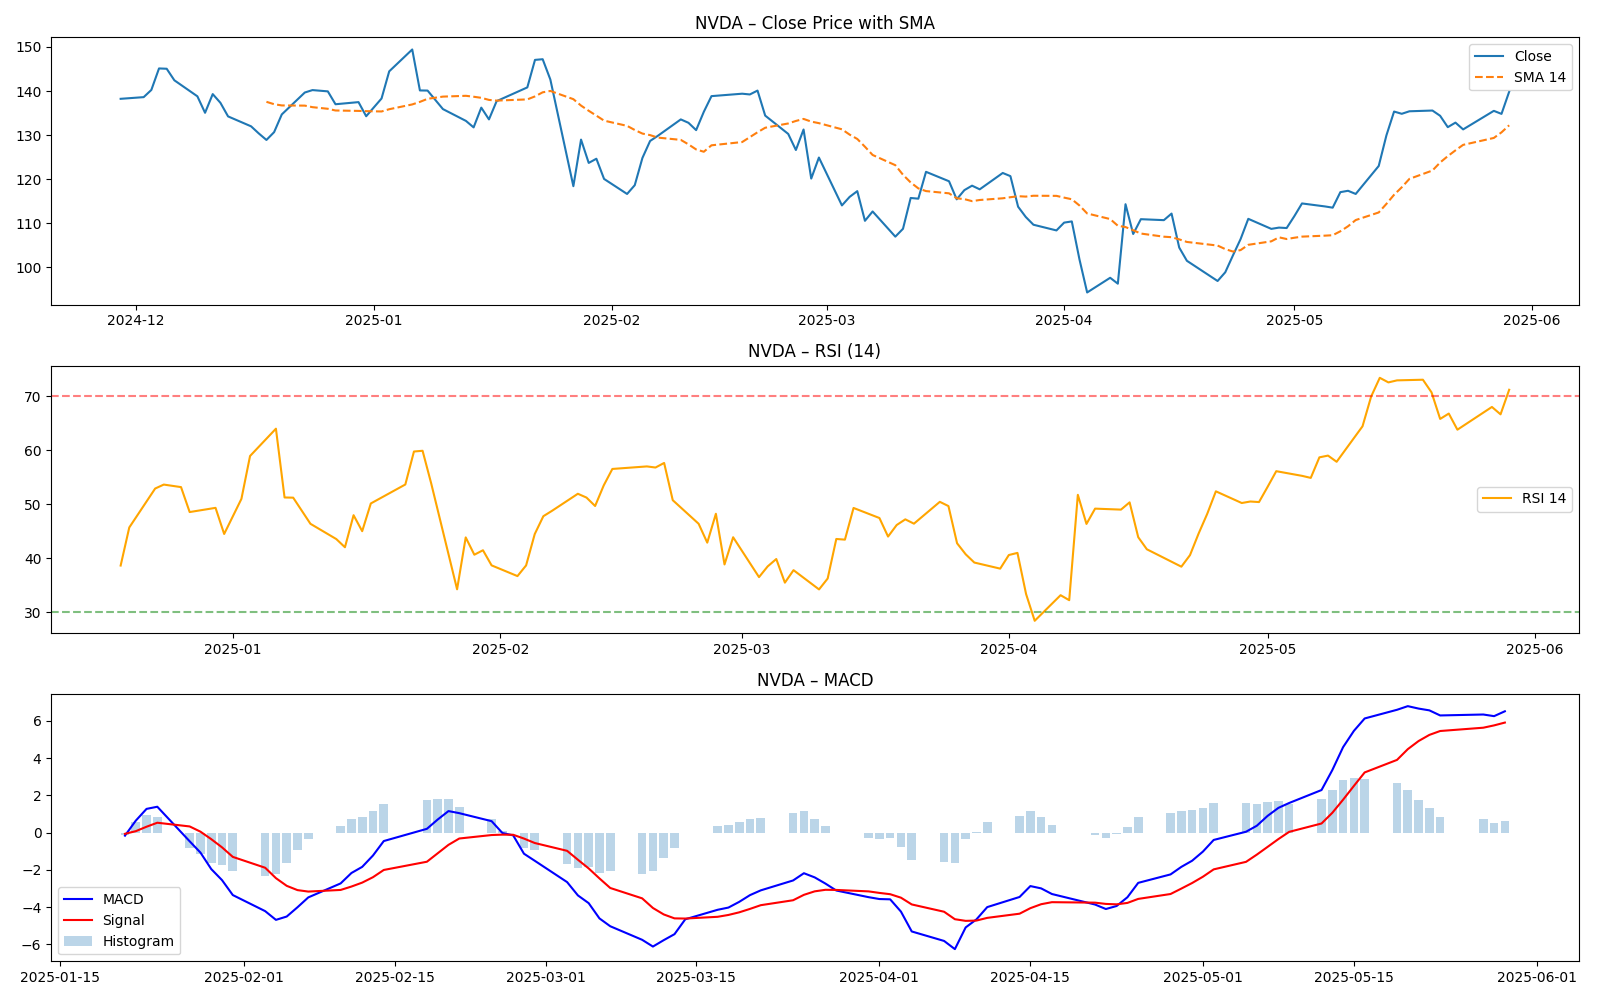 NVDA – Close Price with SMA
150
140
130
120
110
100
Close
SMA 14
2024-12 2025-01 2025-02 2025-03 2025-04 2025-05 2025-06
NVDA – RSI (14)
70
60
50
40
30
RSI 14
2025-01 2025-02 2025-03 2025-04 2025-05 2025-06
NVDA – MACD
6
4
2
0
−2
−4
−6
MACD
Signal
Histogram
2025-01-15 2025-02-01 2025-02-15 2025-03-01 2025-03-15 2025-04-01 2025-04-15 2025-05-01 2025-05-15 2025-06-01